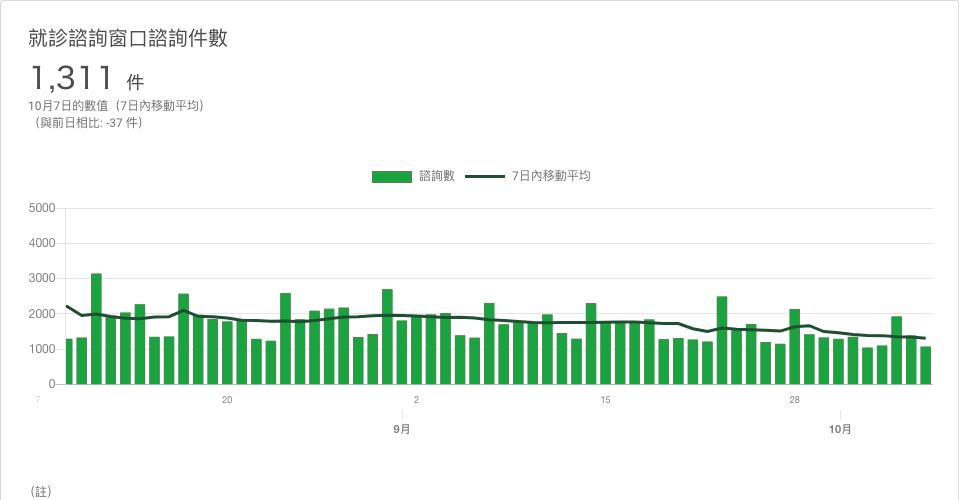 就診諮詢窗口諮詢件數
1,311 件
10月7日的數值（7日內移動平均）
（與前日相比: -37 件）
諮詢數 7日內移動平均
5000
4000
3000
2000
1000
0
7 20 2 15 28
9月 10月
（註）